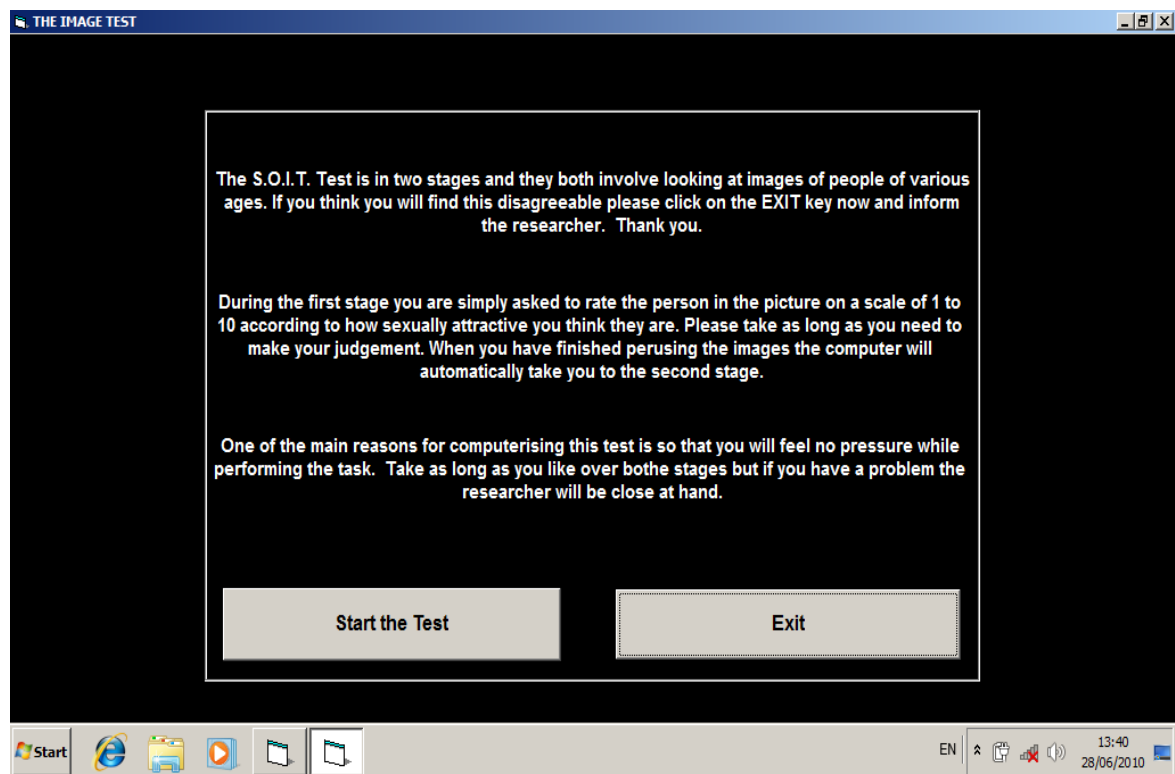 THE IMAGE TEST
The S.O.I.T. Test is in two stages and they both involve looking at images of people of various
ages. If you think you will find this disagreeable please click on the EXIT key now and inform
the researcher.  Thank you.
During the first stage you are simply asked to rate the person in the picture on a scale of 1 to
10 according to how sexually attractive you think they are. Please take as long as you need to
make your judgement. When you have finished perusing the images the computer will
automatically take you to the second stage.
One of the main reasons for computerising this test is so that you will feel no pressure while
performing the task.  Take as long as you like over bothe stages but if you have a problem the
researcher will be close at hand.
Start the Test
Exit
Start
EN
13:40
28/06/2010